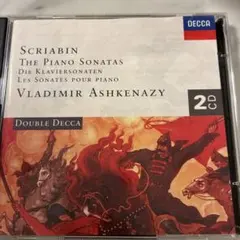 DECCA
SCRIABIN
THE PIANO SONATAS
DIE KLAVIERSONATEN
LES SONATES POUR PIANO
VLADIMIR ASHKENAZY
2CD
DOUBLE DECCA